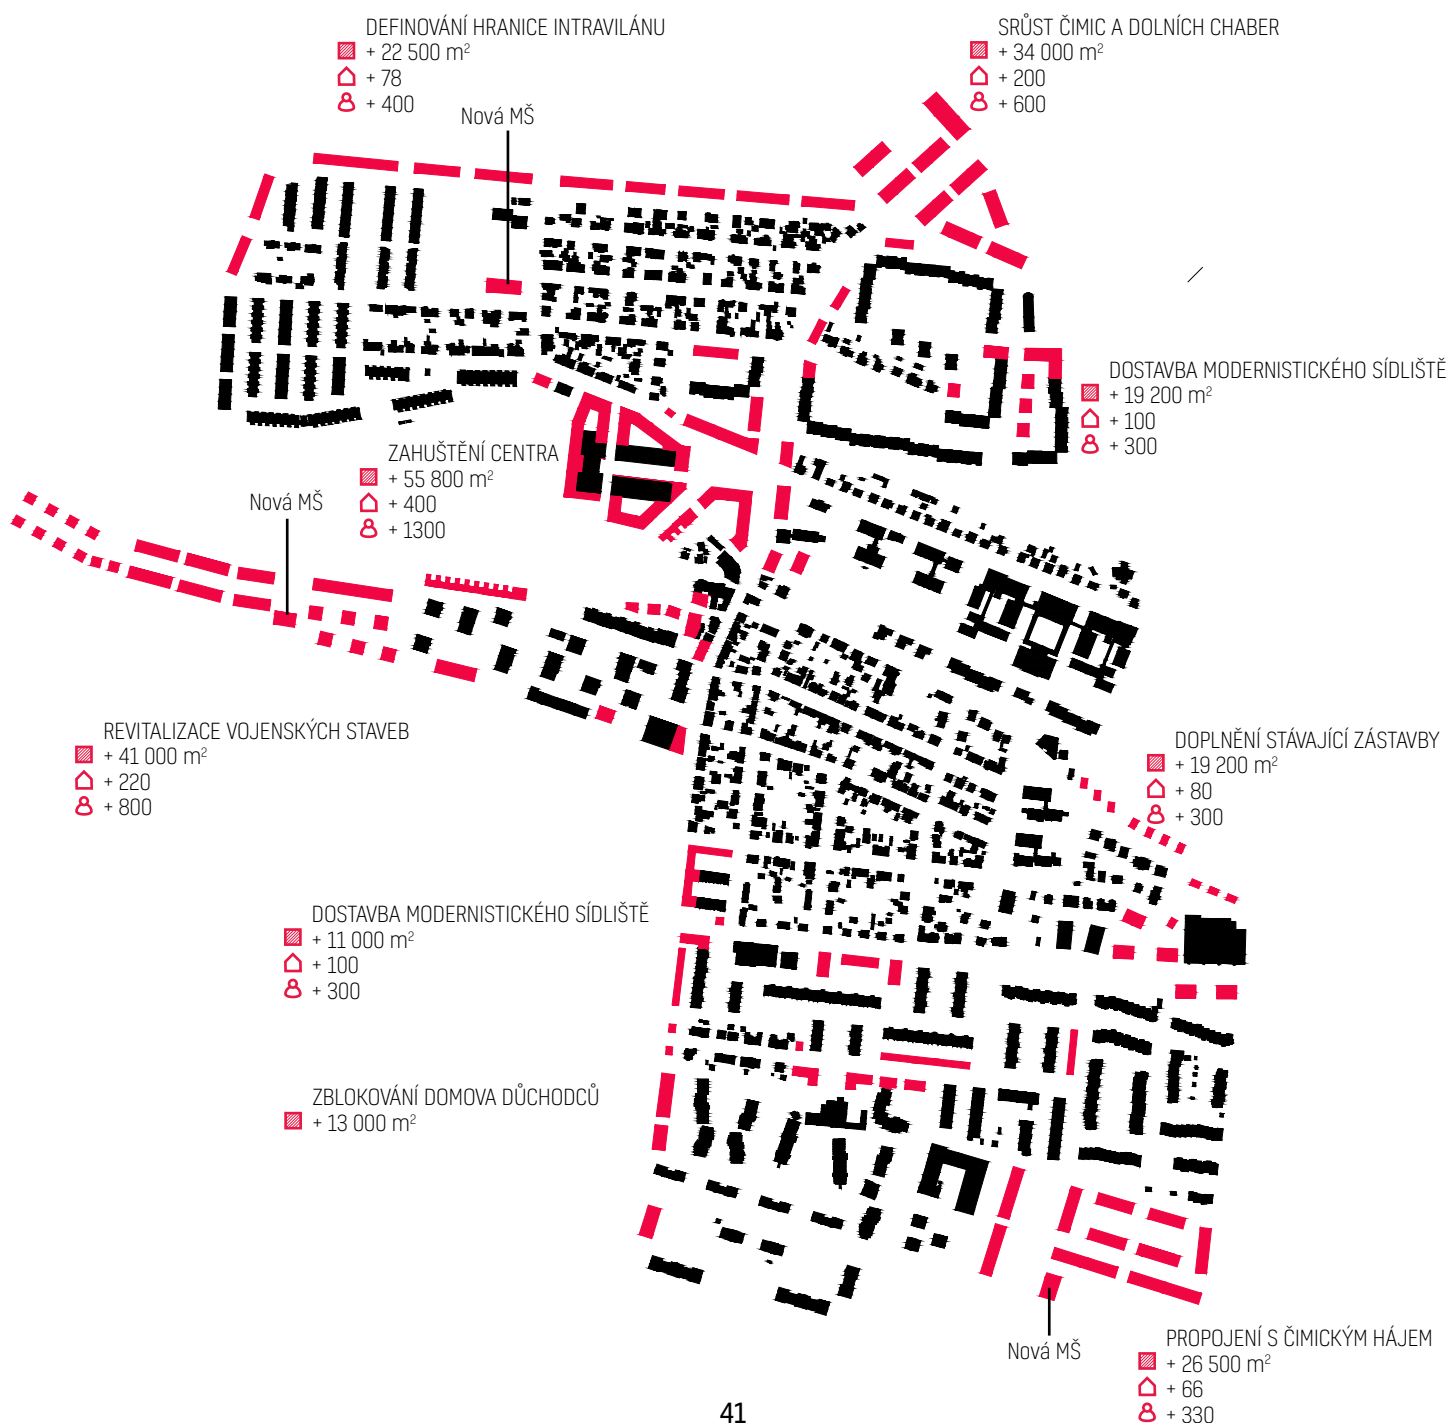 DEFINOVÁNÍ HRANICE INTRAVILÁNU
+ 22 500 m²
+ 78
+ 400
Nová MŠ
SRŮST ČIMIC A DOLNÍCH CHABER
+ 34 000 m²
+ 200
+ 600
DOSTAVBA MODERNISTICKÉHO SÍDLIŠTĚ
+ 19 200 m²
+ 100
+ 300
ZAHUŠTĚNÍ CENTRA
+ 55 800 m²
+ 400
+ 1300
Nová MŠ
REVITALIZACE VOJENSKÝCH STAVEB
+ 41 000 m²
+ 220
+ 800
DOPLNĚNÍ STÁVAJÍCÍ ZÁSTAVBY
+ 19 200 m²
+ 80
+ 300
DOSTAVBA MODERNISTICKÉHO SÍDLIŠTĚ
+ 11 000 m²
+ 100
+ 300
ZBLOKOVÁNÍ DOMOVA DŮCHODCŮ
+ 13 000 m²
Nová MŠ
PROPOJENÍ S ČIMICKÝM HÁJEM
+ 26 500 m²
+ 66
+ 330
41